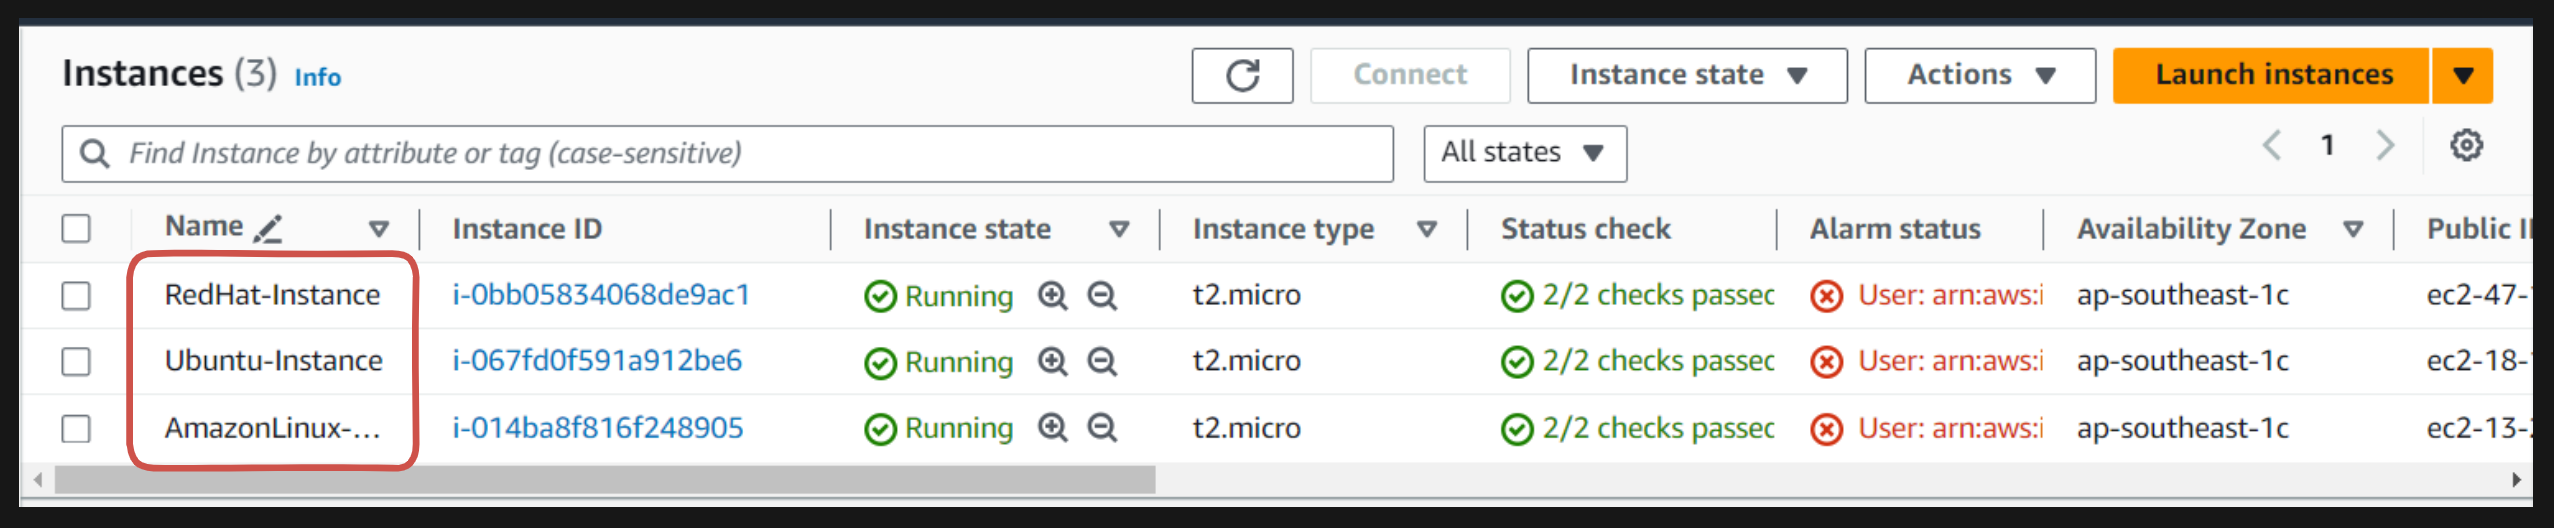 Instances (3) Info Connect Instance state Actions Launch instances
Find Instance by attribute or tag (case-sensitive) All states 1
Name Instance ID Instance state Instance type Status check Alarm status Availability Zone Public I
RedHat-Instance i-0bb05834068de9ac1 Running t2.micro 2/2 checks passec User: arn:aws:i ap-southeast-1c ec2-47-
Ubuntu-Instance i-067fd0f591a912be6 Running t2.micro 2/2 checks passec User: arn:aws:i ap-southeast-1c ec2-18-
AmazonLinux-... i-014ba8f816f248905 Running t2.micro 2/2 checks passec User: arn:aws:i ap-southeast-1c ec2-13-